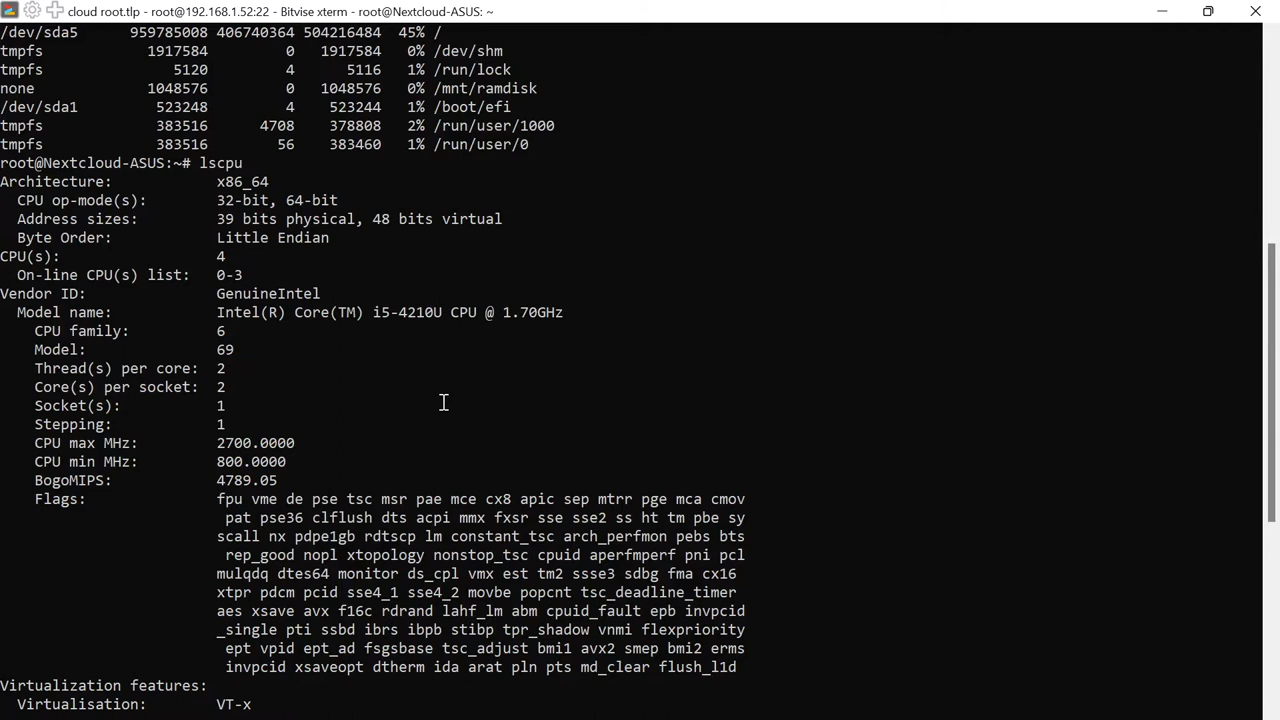 cloud root.tlp - root@192.168.1.52:22 - Bitvise xterm - root@Nextcloud-ASUS: ~
/dev/sda5 959785008 406740364 504216484 45% /
tmpfs 1917584 0 1917584 0% /dev/shm
tmpfs 5120 4 5116 1% /run/lock
none 1048576 0 1048576 0% /mnt/ramdisk
/dev/sda1 523248 4 523244 1% /boot/efi
tmpfs 383516 4708 378808 2% /run/user/1000
tmpfs 383516 56 383460 1% /run/user/0
root@Nextcloud-ASUS:~# lscpu
Architecture: x86_64
CPU op-mode(s): 32-bit, 64-bit
Address sizes: 39 bits physical, 48 bits virtual
Byte Order: Little Endian
CPU(s): 4
On-line CPU(s) list: 0-3
Vendor ID: GenuineIntel
Model name: Intel(R) Core(TM) i5-4210U CPU @ 1.70GHz
CPU family: 6
Model: 69
Thread(s) per core: 2
Core(s) per socket: 2
Socket(s): 1
Stepping: 1
CPU max MHz: 2700.0000
CPU min MHz: 800.0000
BogoMIPS: 4789.05
Flags: fpu vme de pse tsc msr pae mce cx8 apic sep mtrr pge mca cmov
pat pse36 clflush dts acpi mmx fxsr sse sse2 ss ht tm pbe sy
scall nx pdpe1gb rdtscp lm constant_tsc arch_perfmon pebs bts
rep_good nopl xtopology nonstop_tsc cpuid aperfmperf pni pcl
mulqdq dtes64 monitor ds_cpl vmx est tm2 ssse3 sdbg fma cx16
xtpr pdcm pcid sse4_1 sse4_2 movbe popcnt tsc_deadline_timer
aes xsave avx f16c rdrand lahf_lm abm cpuid_fault epb invpcid
_single pti ssbd ibrs ibpb stibp tpr_shadow vnmi flexpriority
ept vpid ept_ad fsgsbase tsc_adjust bmi1 avx2 smep bmi2 erms
invpcid xsaveopt dtherm ida arat pln pts md_clear flush_l1d
Virtualization features:
Virtualisation: VT-x